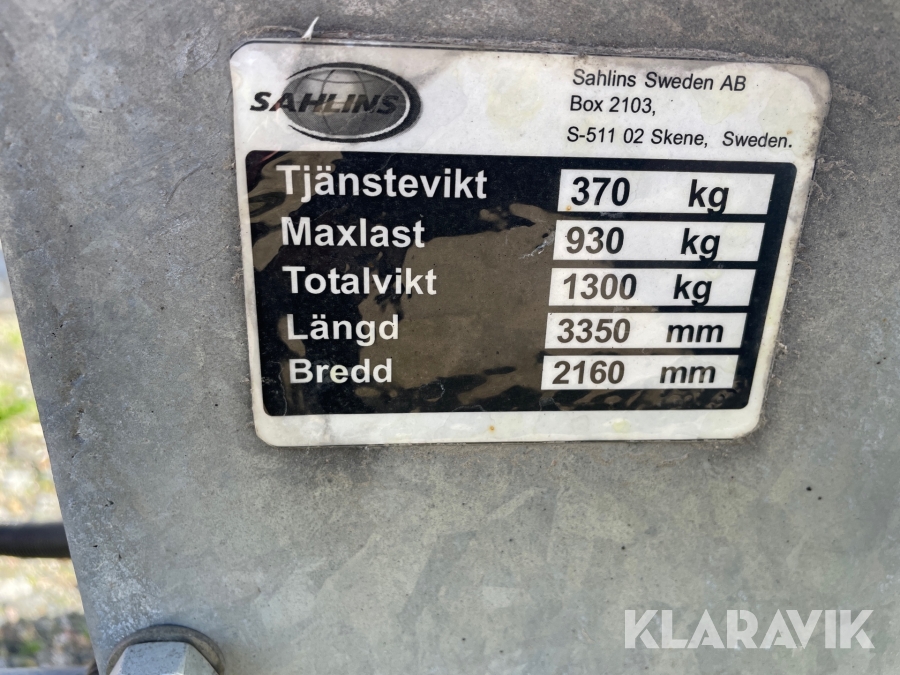 SAHLINS
Sahlins Sweden AB
Box 2103,
S-511 02 Skene, Sweden.
Tjänstevikt 370 kg
Maxlast 930 kg
Totalvikt 1300 kg
Längd 3350 mm
Bredd 2160 mm
KLARAVIK